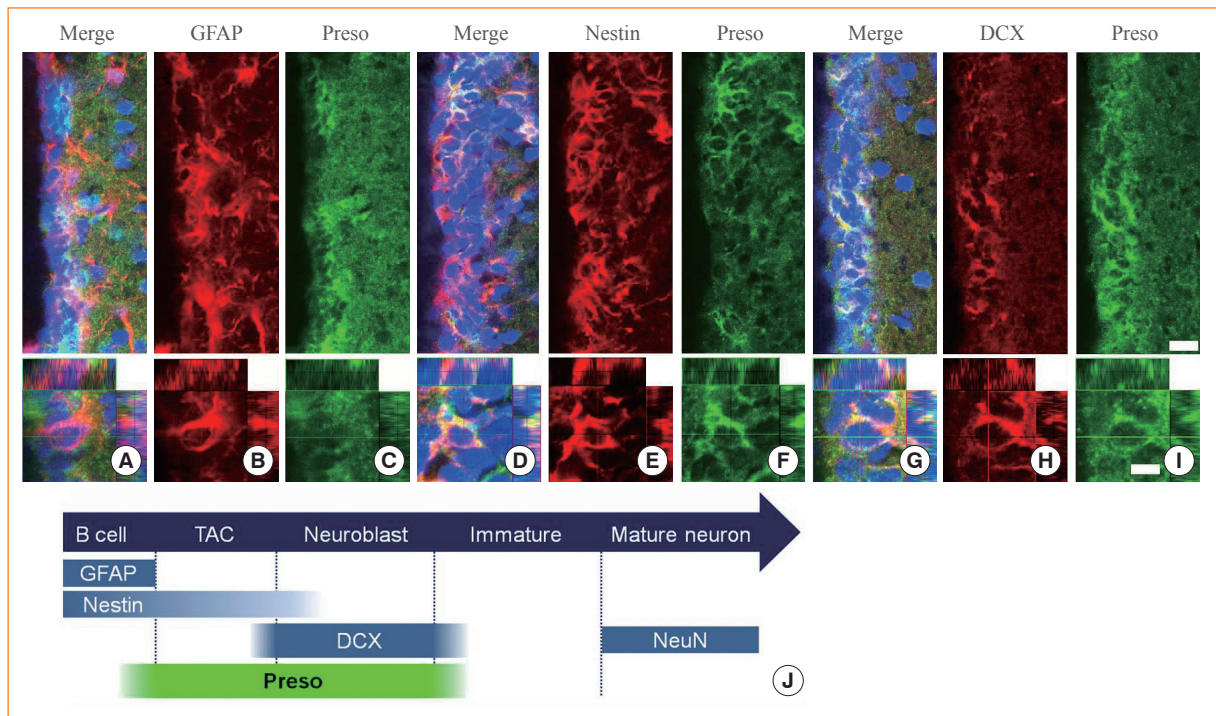 Merge GFAP Preso Merge Nestin Preso Merge DCX Preso
A B C D E F G H I
B cell TAC Neuroblast Immature Mature neuron
GFAP
Nestin
DCX NeuN
Preso J